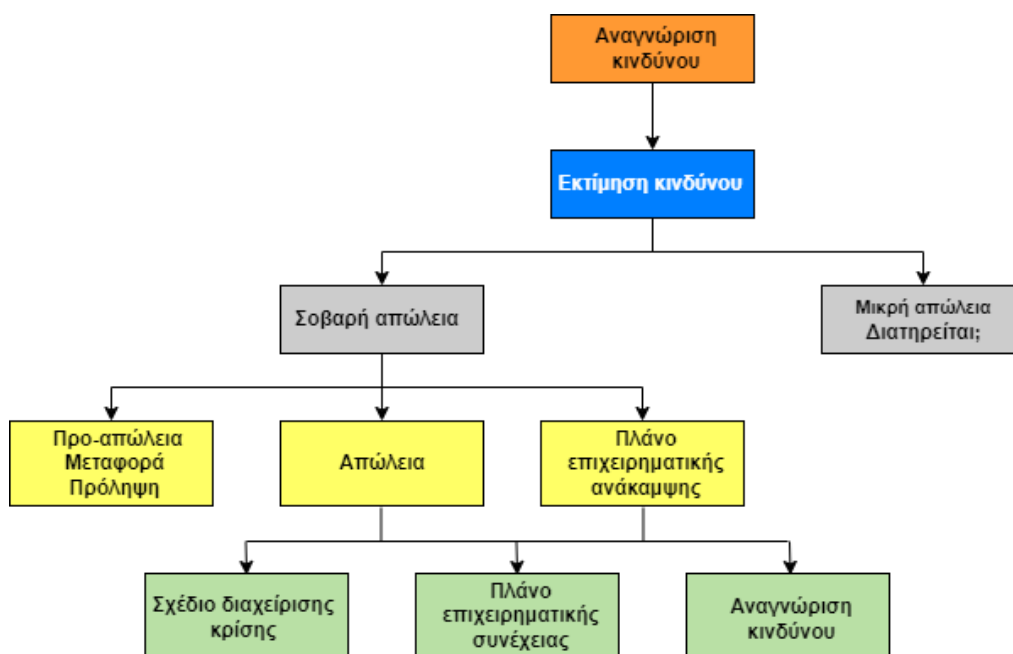 Αναγνώριση
κινδύνου
Εκτίμηση κινδύνου
Σοβαρή απώλεια
Μικρή απώλεια
Διατηρείται;
Προ-απώλεια
Μεταφορά
Πρόληψη
Απώλεια
Πλάνο
επιχειρηματικής
ανάκαμψης
Σχέδιο διαχείρισης
κρίσης
Πλάνο
επιχειρηματικής
συνέχειας
Αναγνώριση
κινδύνου